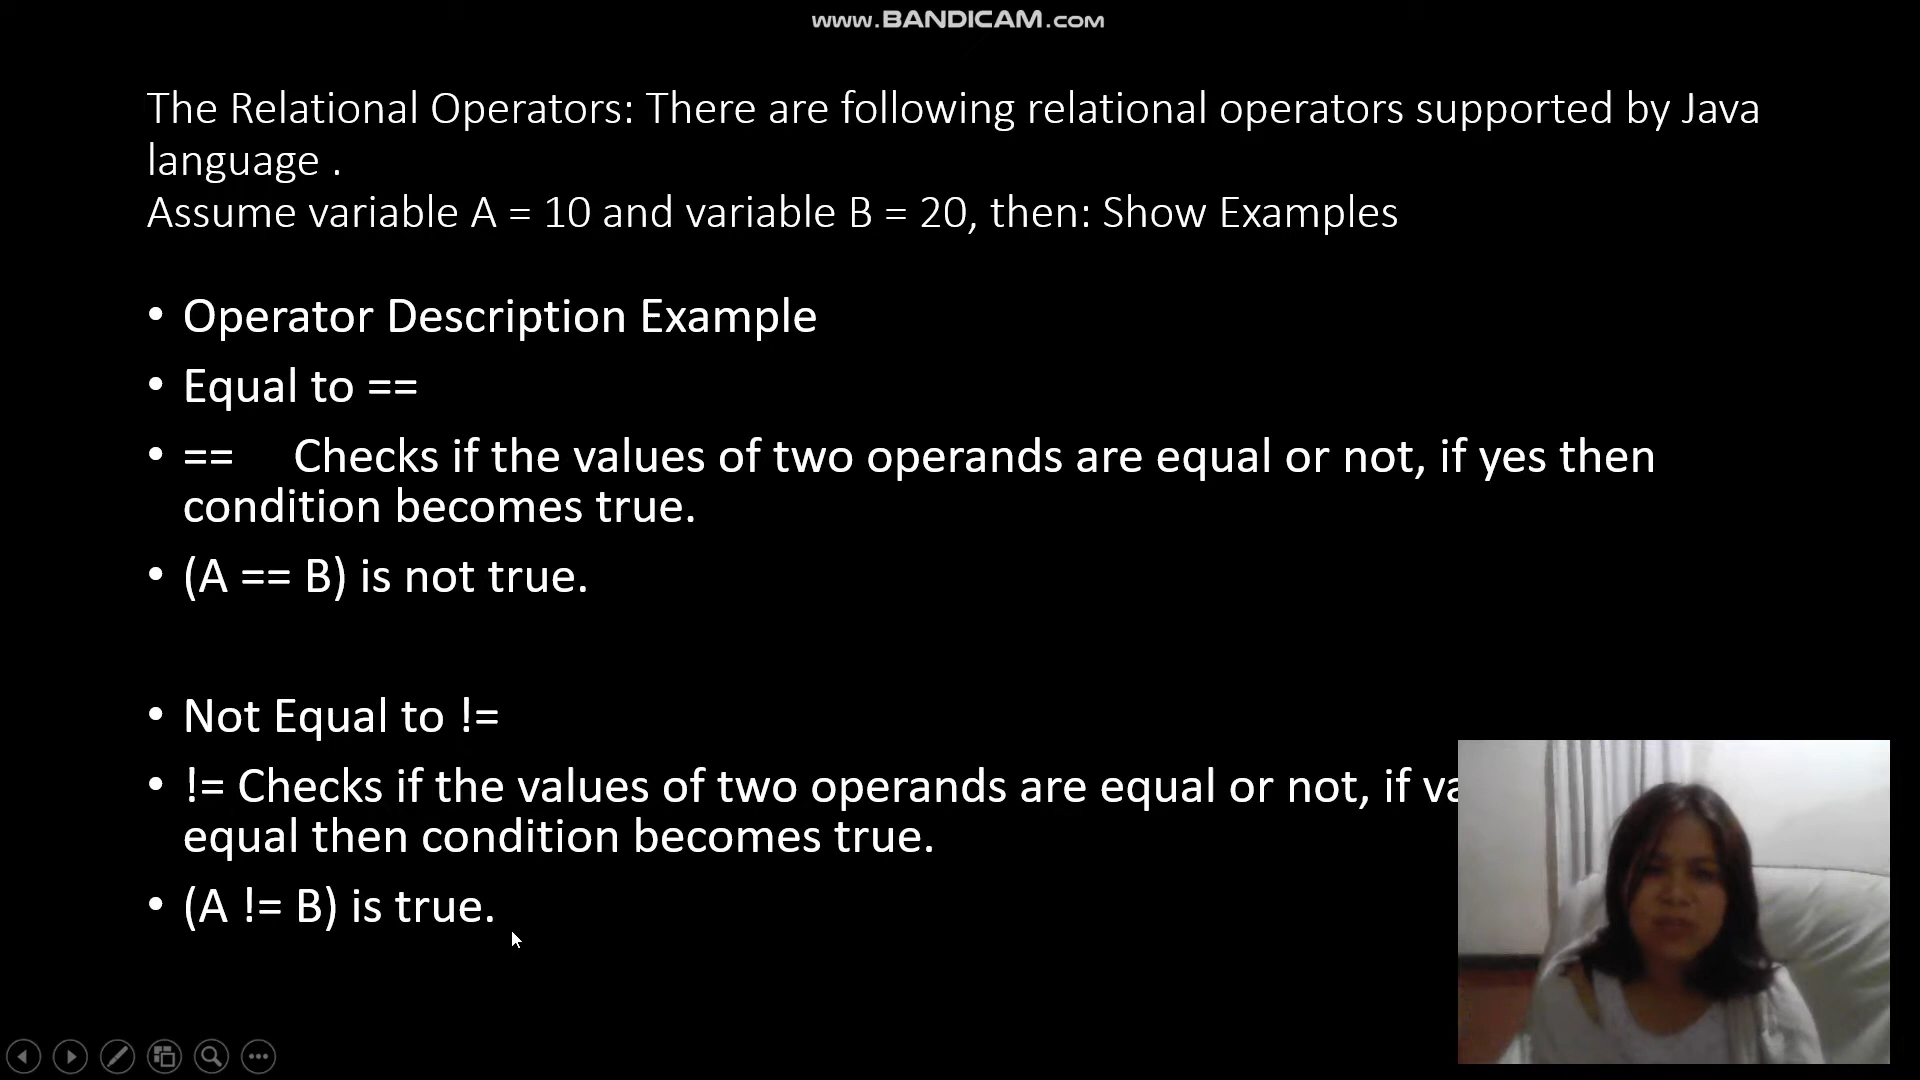 www.BANDICAM.com
The Relational Operators: There are following relational operators supported by Java
language .
Assume variable A = 10 and variable B = 20, then: Show Examples
• Operator Description Example
• Equal to ==
• == Checks if the values of two operands are equal or not, if yes then
condition becomes true.
• (A == B) is not true.
• Not Equal to !=
• != Checks if the values of two operands are equal or not, if
equal then condition becomes true.
• (A != B) is true.